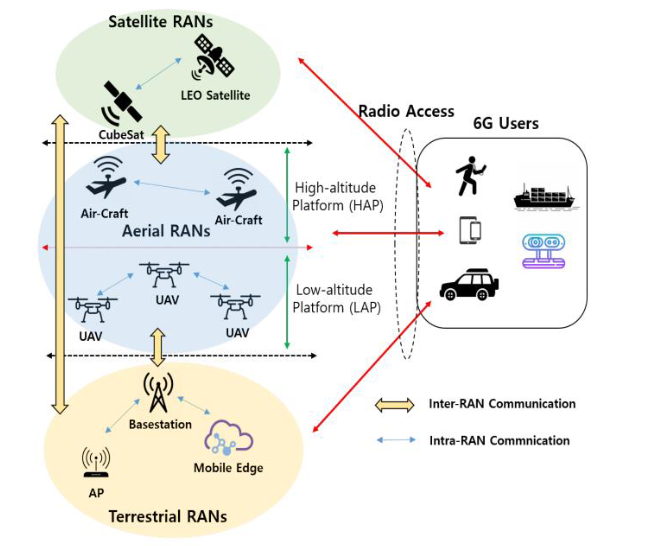 Satellite RANs
LEO Satellite
CubeSat
Radio Access
6G Users
Air-Craft
Air-Craft
High-altitude
Platform (HAP)
Aerial RANs
UAV
UAV
UAV
Low-altitude
Platform (LAP)
Basestation
Mobile Edge
AP
Terrestrial RANs
Inter-RAN Communication
Intra-RAN Commnication